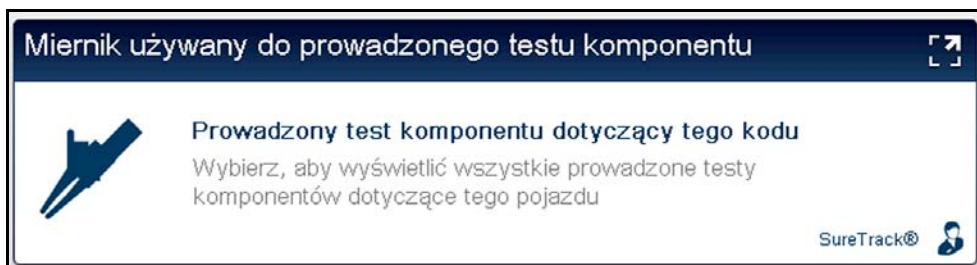 Miernik używany do prowadzonego testu komponentu
Prowadzony test komponentu dotyczący tego kodu
Wybierz, aby wyświetlić wszystkie prowadzone testy
komponentów dotyczące tego pojazdu
SureTrack®